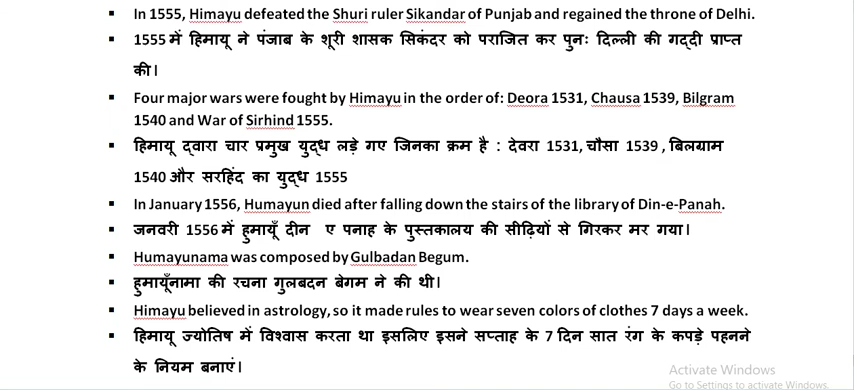 ▪ In 1555, Himayu defeated the Shuri ruler Sikandar of Punjab and regained the throne of Delhi.
▪ 1555 में हिमायू ने पंजाब के शूरी शासक सिकंदर को पराजित कर पुनः दिल्ली की गद्दी प्राप्त
की।
▪ Four major wars were fought by Himayu in the order of: Deora 1531, Chausa 1539, Bilgram
1540 and War of Sirhind 1555.
▪ हिमायू द्वारा चार प्रमुख युद्ध लड़े गए जिनका क्रम है : देवरा 1531, चौसा 1539 , बिलग्राम
1540 और सरहिंद का युद्ध 1555
▪ In January 1556, Humayun died after falling down the stairs of the library of Din-e-Panah.
▪ जनवरी 1556 में हुमायूँ दीन ए पनाह के पुस्तकालय की सीढ़ियों से गिरकर मर गया।
▪ Humayunama was composed by Gulbadan Begum.
▪ हुमायूँनामा की रचना गुलबदन बेगम ने की थी।
▪ Himayu believed in astrology, so it made rules to wear seven colors of clothes 7 days a week.
▪ हिमायू ज्योतिष में विश्वास करता था इसलिए इसने सप्ताह के 7 दिन सात रंग के कपड़े पहनने
के नियम बनाएं।
Activate Windows
Go to Settings to activate Windows.